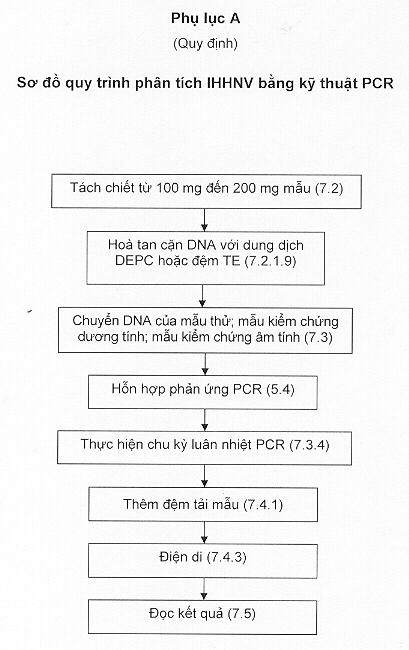 Phụ lục A
(Quy định)
Sơ đồ quy trình phân tích IHHNV bằng kỹ thuật PCR
Tách chiết từ 100 mg đến 200 mg mẫu (7.2)
Hoà tan cặn DNA với dung dịch
DEPC hoặc đệm TE (7.2.1.9)
Chuyển DNA của mẫu thử; mẫu kiểm chứng
dương tính; mẫu kiểm chứng âm tính (7.3)
Hỗn hợp phản ứng PCR (5.4)
Thực hiện chu kỳ luân nhiệt PCR (7.3.4)
Thêm đệm tải mẫu (7.4.1)
Điện di (7.4.3)
Đọc kết quả (7.5)